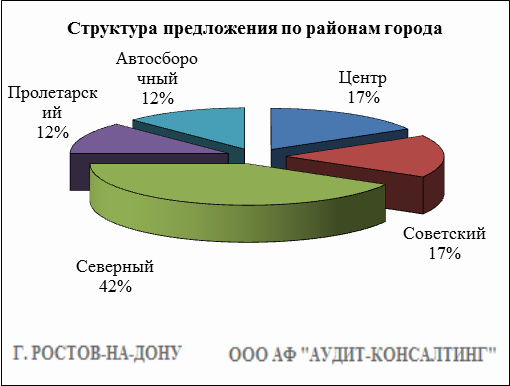 Структура предложения по районам города
Автосборо
чный
12%
Центр
17%
Пролетарск
ий
12%
Советский
17%
Северный
42%
Г. РОСТОВ-НА-ДОНУ ООО АФ "АУДИТ-КОНСАЛТИНГ"